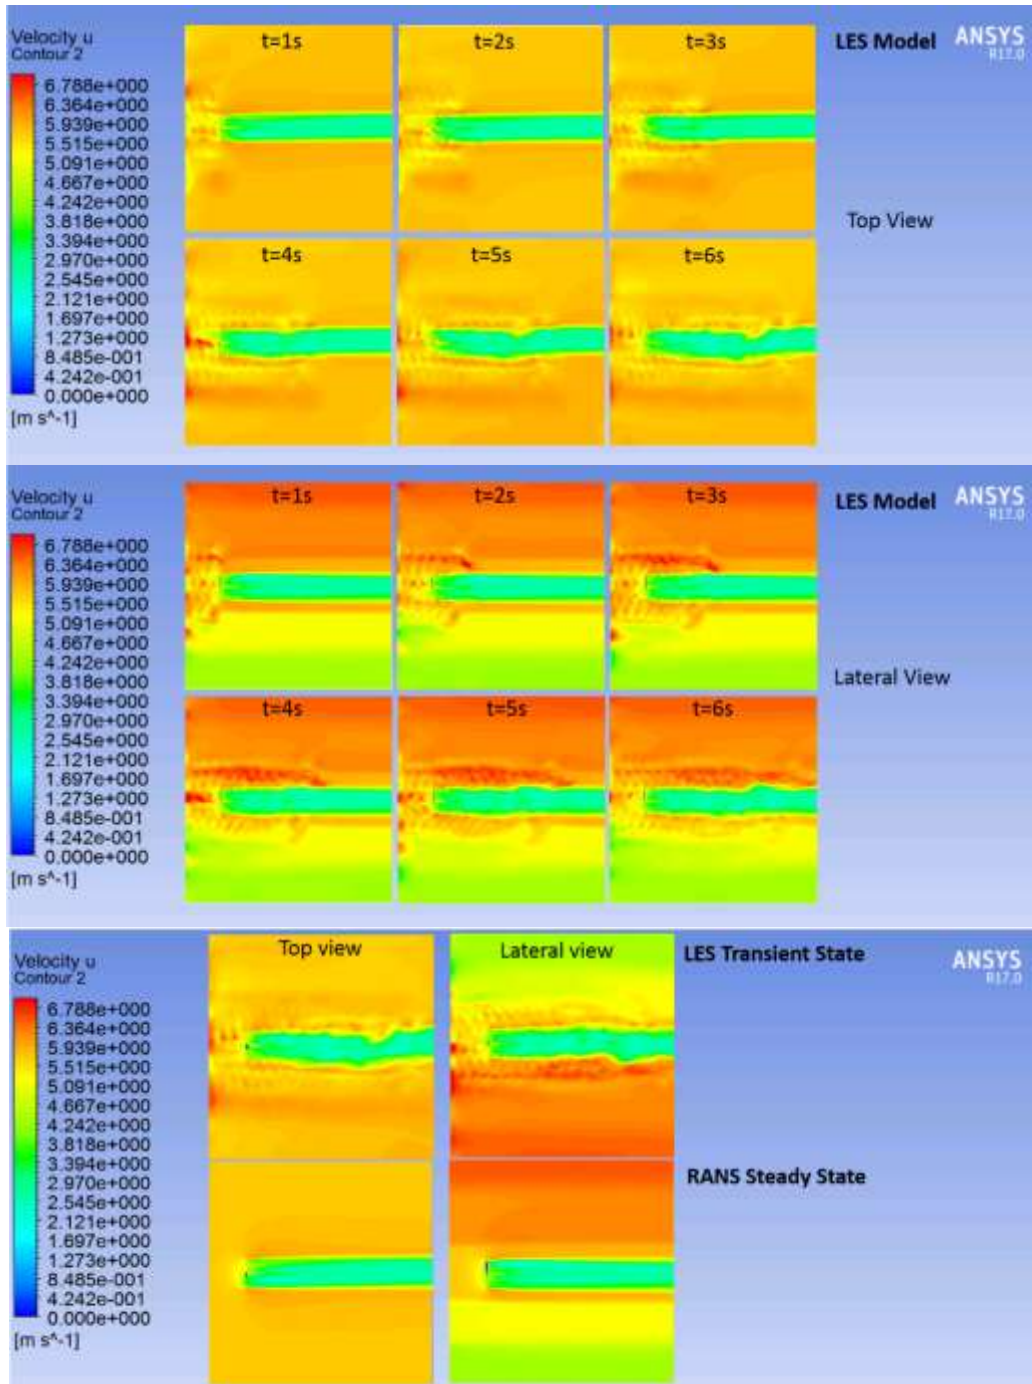 Velocity u
Contour 2
6.788e+000
6.364e+000
5.939e+000
5.515e+000
5.091e+000
4.667e+000
4.242e+000
3.818e+000
3.394e+000
2.970e+000
2.545e+000
2.121e+000
1.697e+000
1.273e+000
8.485e-001
4.242e-001
0.000e+000
[m s^-1]
t=1s t=2s t=3s
t=4s t=5s t=6s
LES Model
ANSYS
R17.0
Top View
Velocity u
Contour 2
6.788e+000
6.364e+000
5.939e+000
5.515e+000
5.091e+000
4.667e+000
4.242e+000
3.818e+000
3.394e+000
2.970e+000
2.545e+000
2.121e+000
1.697e+000
1.273e+000
8.485e-001
4.242e-001
0.000e+000
[m s^-1]
t=1s t=2s t=3s
t=4s t=5s t=6s
LES Model
ANSYS
R17.0
Lateral View
Velocity u
Contour 2
6.788e+000
6.364e+000
5.939e+000
5.515e+000
5.091e+000
4.667e+000
4.242e+000
3.818e+000
3.394e+000
2.970e+000
2.545e+000
2.121e+000
1.697e+000
1.273e+000
8.485e-001
4.242e-001
0.000e+000
[m s^-1]
Top view Lateral view
LES Transient State
ANSYS
R17.0
RANS Steady State